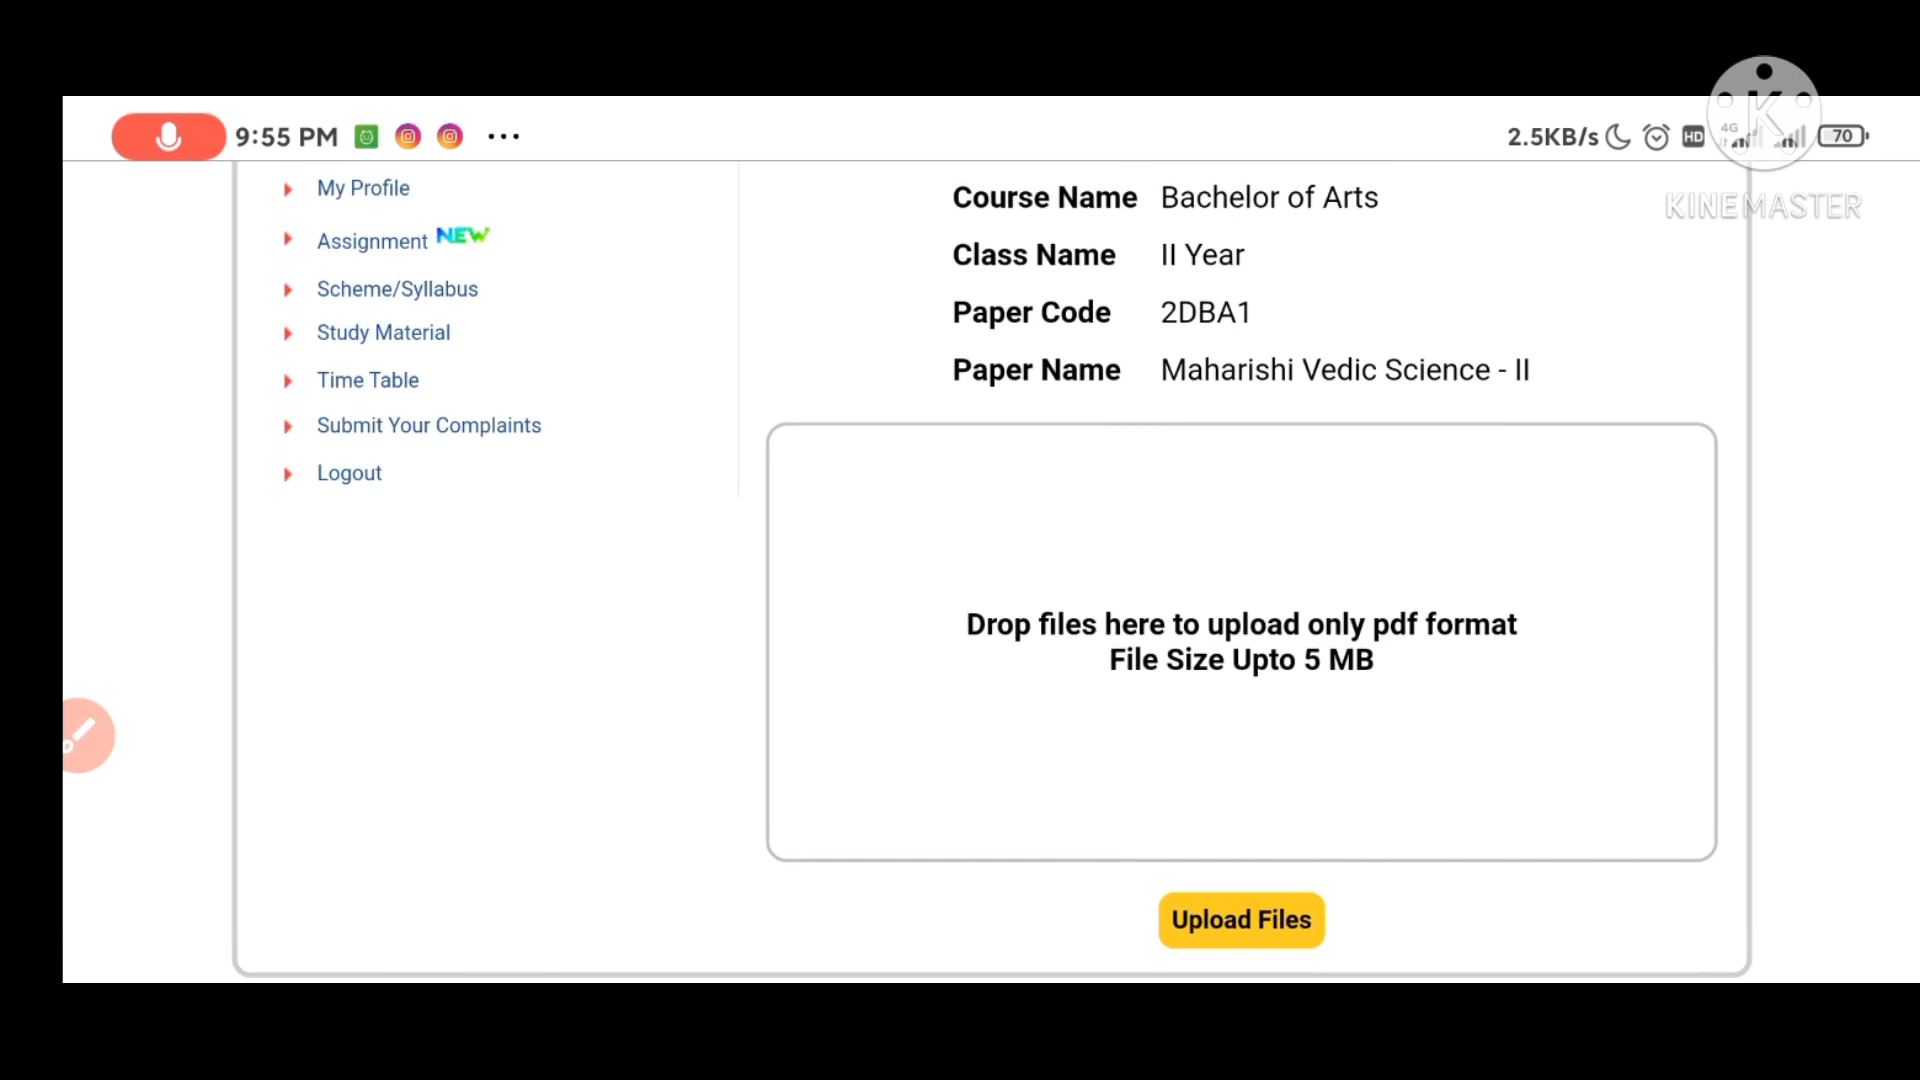 9:55 PM
2.5KB/s HD 4G 70
K
KINEMASTER
My Profile
Assignment NEW
Scheme/Syllabus
Study Material
Time Table
Submit Your Complaints
Logout
Course Name Bachelor of Arts
Class Name II Year
Paper Code 2DBA1
Paper Name Maharishi Vedic Science - II
Drop files here to upload only pdf format
File Size Upto 5 MB
Upload Files